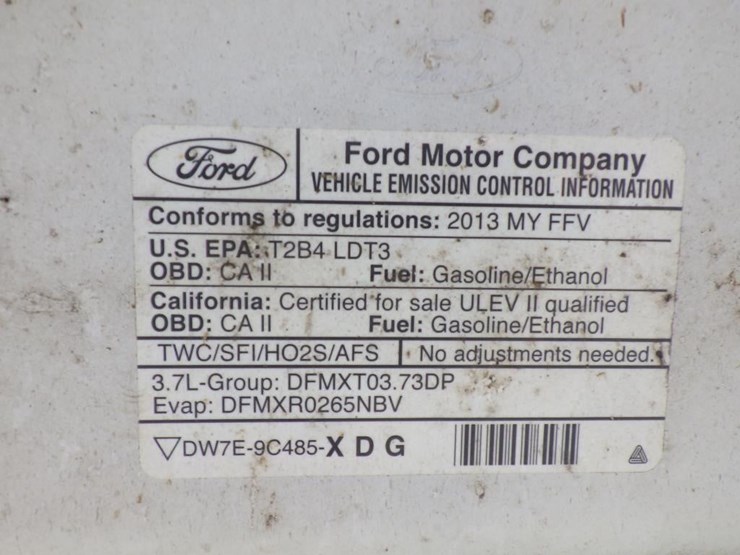 Ford
Ford Motor Company
VEHICLE EMISSION CONTROL INFORMATION
Conforms to regulations: 2013 MY FFV
U.S. EPA: T2B4 LDT3
OBD: CA II Fuel: Gasoline/Ethanol
California: Certified for sale ULEV II qualified
OBD: CA II Fuel: Gasoline/Ethanol
TWC/SFI/HO2S/AFS No adjustments needed.
3.7L-Group: DFMXT03.73DP
Evap: DFMXR0265NBV
DW7E-9C485-X D G